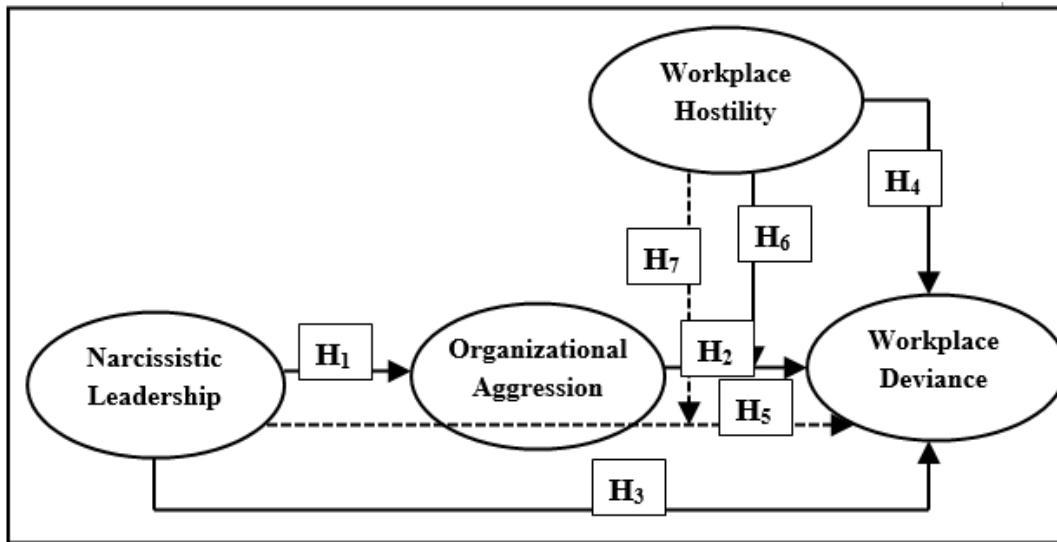 Workplace
Hostility
H₄
H₆
H₇
Narcissistic
Leadership
H₁
Organizational
Aggression
H₂
Workplace
Deviance
H₅
H₃